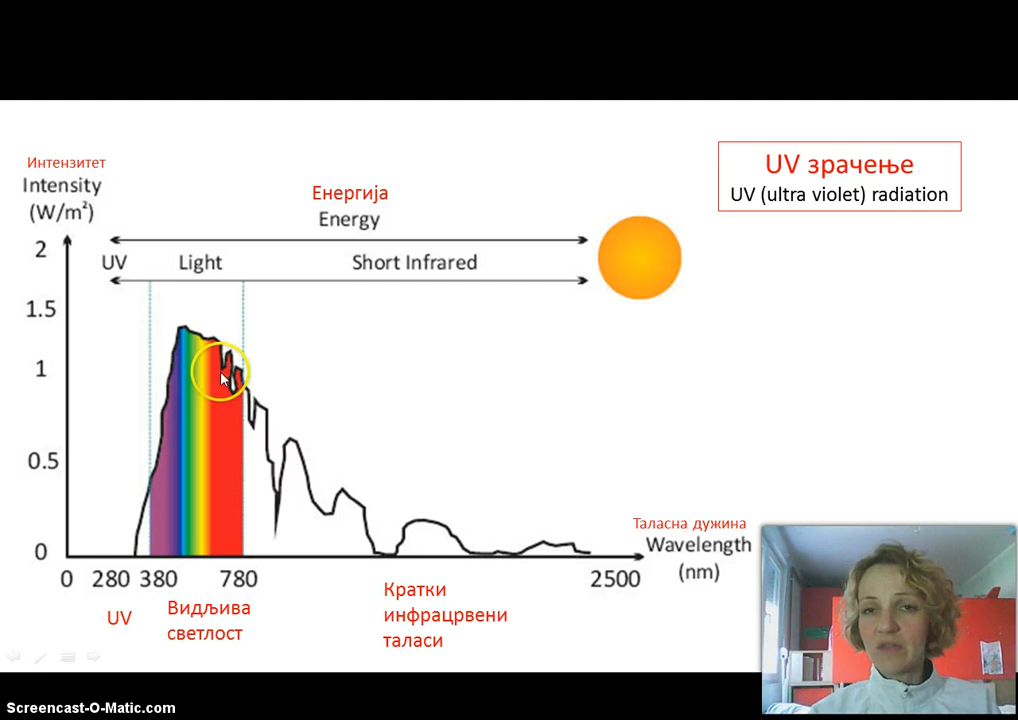 UV зрачење
UV (ultra violet) radiation
Интензитет
Intensity
(W/m²)
Енергија
Energy
UV Light Short Infrared
2
1.5
1
0.5
0
0 280 380 780 2500
Таласна дужина
Wavelength
(nm)
UV
Видљива
светлост
Кратки
инфрацрвени
таласи
Screencast-O-Matic.com